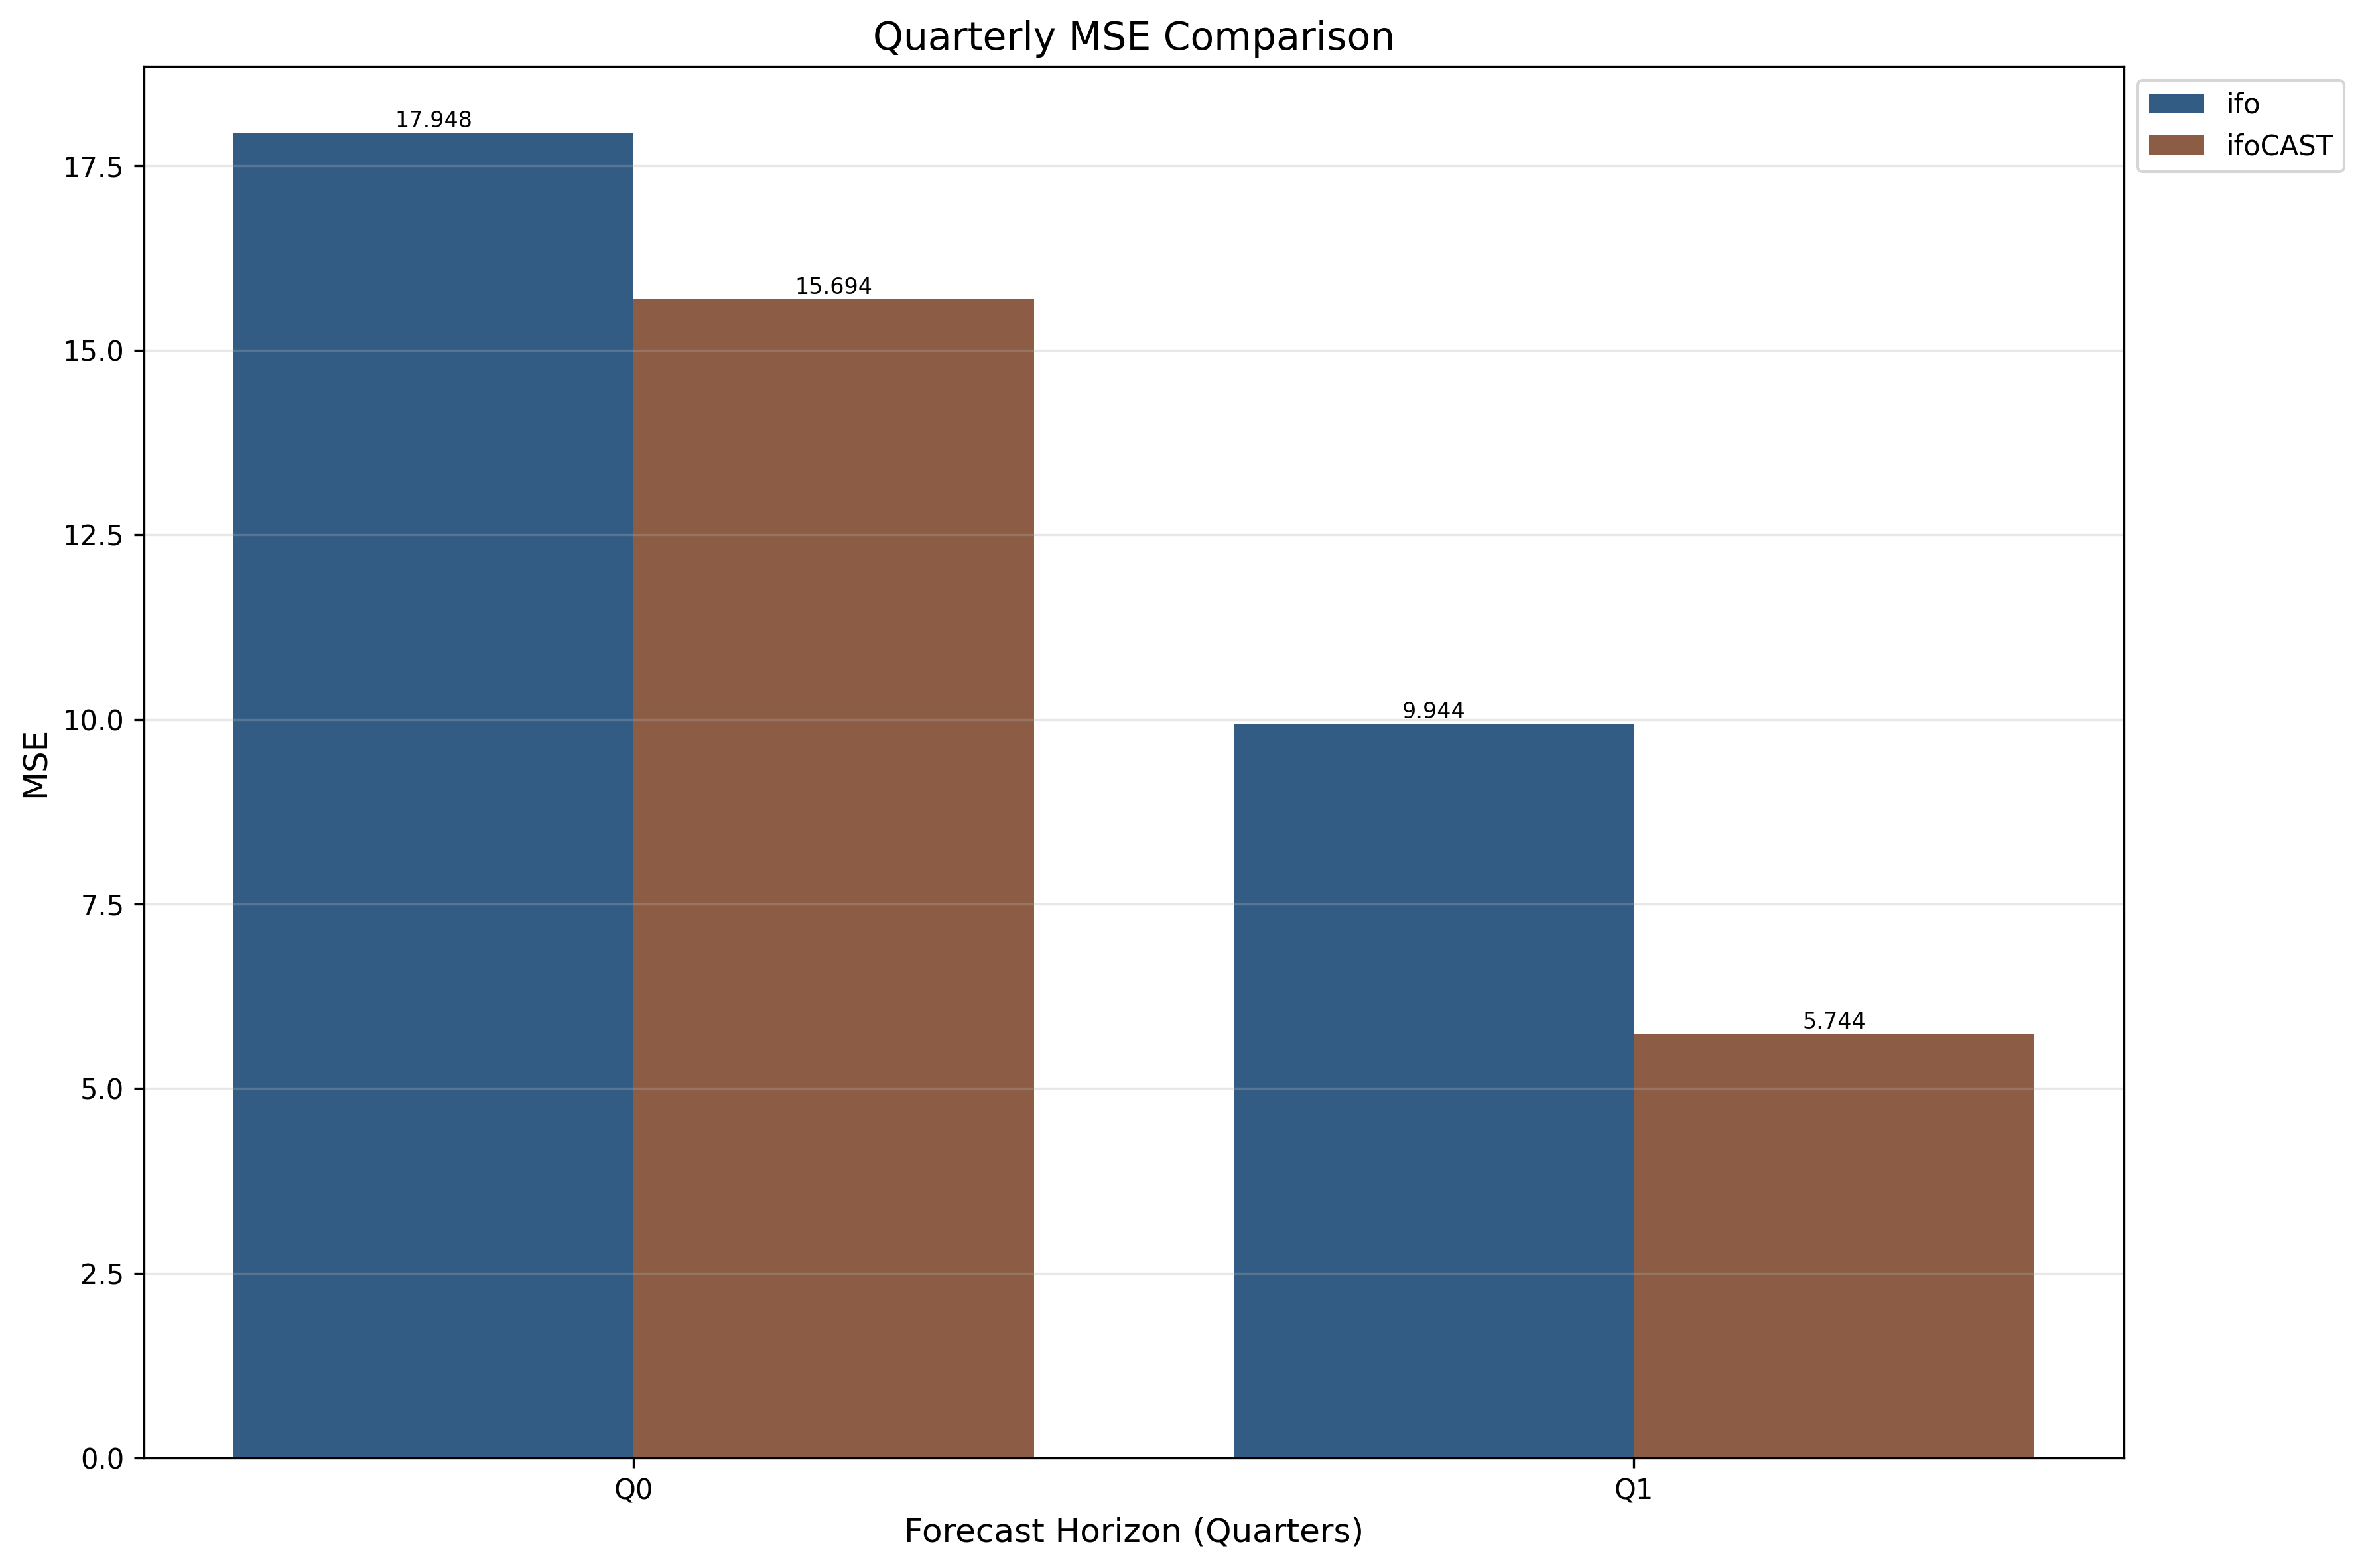 Quarterly MSE Comparison
ifo
ifoCAST
17.948
15.694
9.944
5.744
17.5
15.0
12.5
10.0
7.5
5.0
2.5
0.0
MSE
Q0
Q1
Forecast Horizon (Quarters)